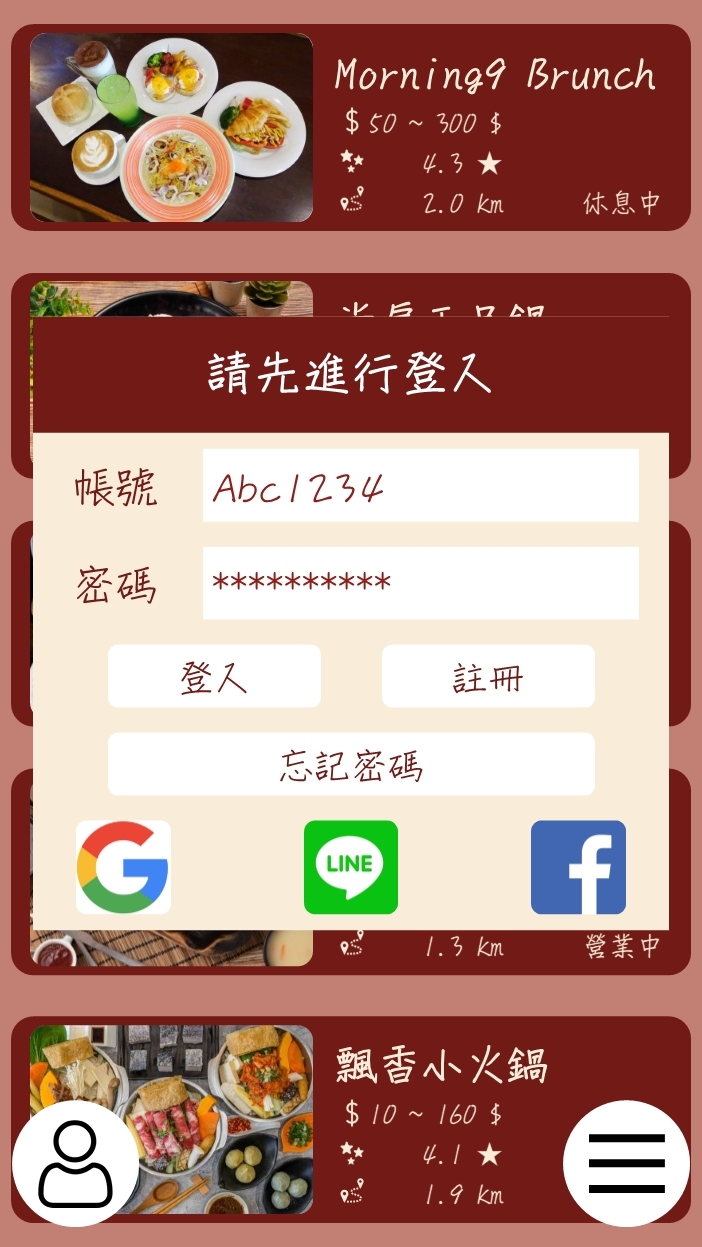 Morning9 Brunch
$ 50 ~ 300 $
4.3 ★
2.0 km
休息中
請先進行登入
帳號
Abc1234
密碼
**********
登入
註冊
忘記密碼
LINE
1.3 km
營業中
飄香小火鍋
$ 10 ~ 160 $
4.1 ★
1.9 km